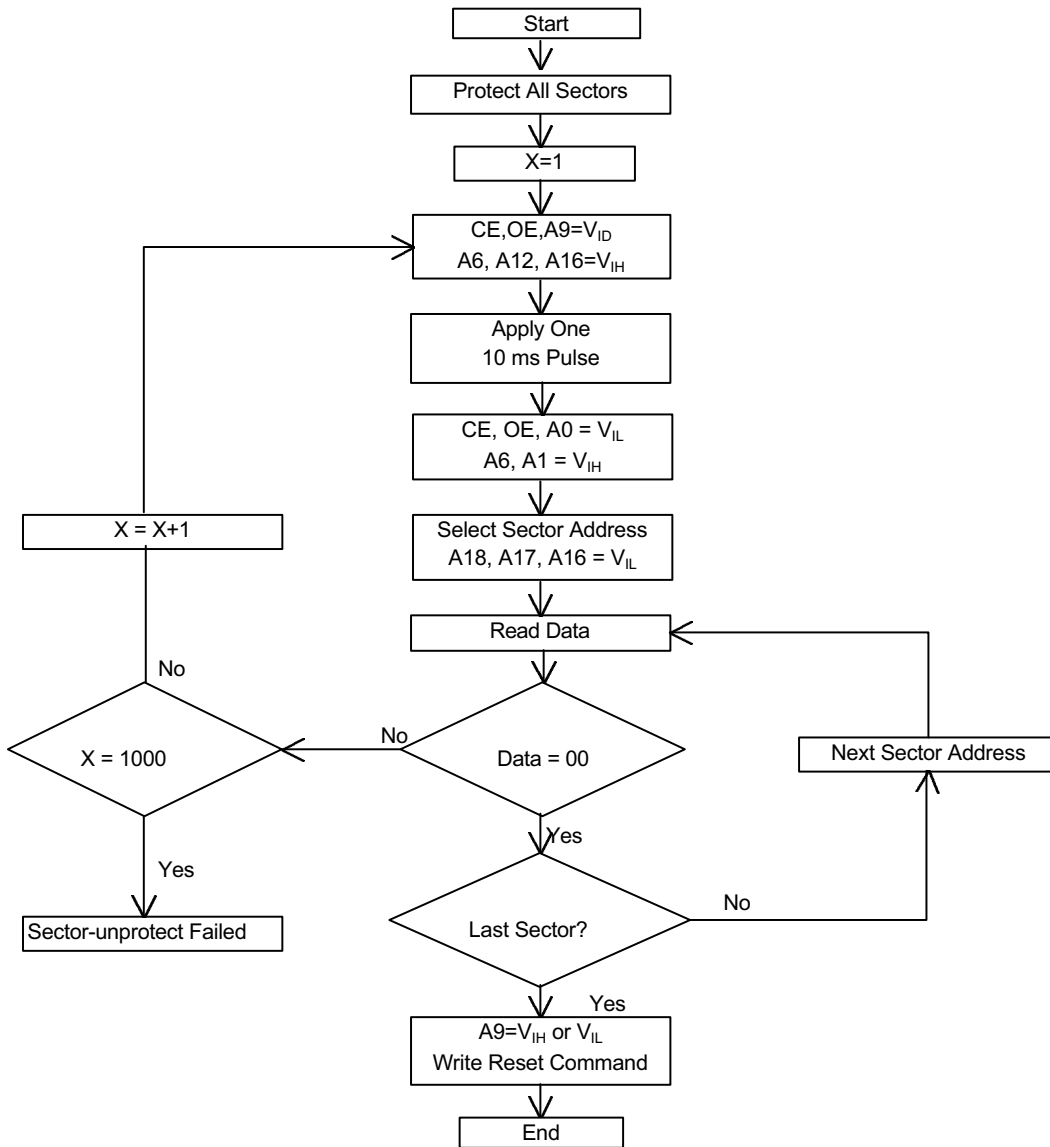 Start
Protect All Sectors
X=1
CE,OE,A9=VID
A6, A12, A16=VIH
Apply One
10 ms Pulse
CE, OE, A0 = VIL
A6, A1 = VIH
X = X+1
Select Sector Address
A18, A17, A16 = VIL
Read Data
No
No
X = 1000
Data = 00
Next Sector Address
Yes
Yes
Sector-unprotect Failed
Last Sector?
No
Yes
A9=VIH or VIL
Write Reset Command
End